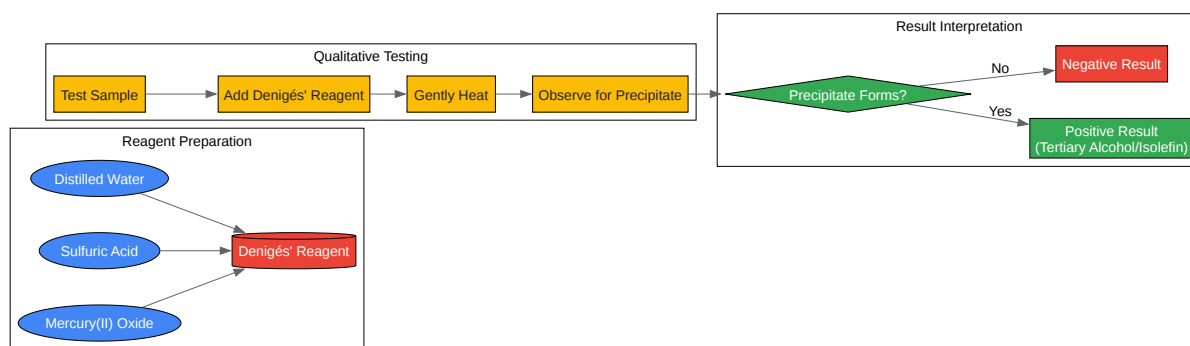 Qualitative Testing
Test Sample
Add Denigés' Reagent
Gently Heat
Observe for Precipitate
Result Interpretation
Precipitate Forms?
No
Negative Result
Yes
Positive Result
(Tertiary Alcohol/Isolefin)
Reagent Preparation
Distilled Water
Sulfuric Acid
Mercury(II) Oxide
Denigés' Reagent